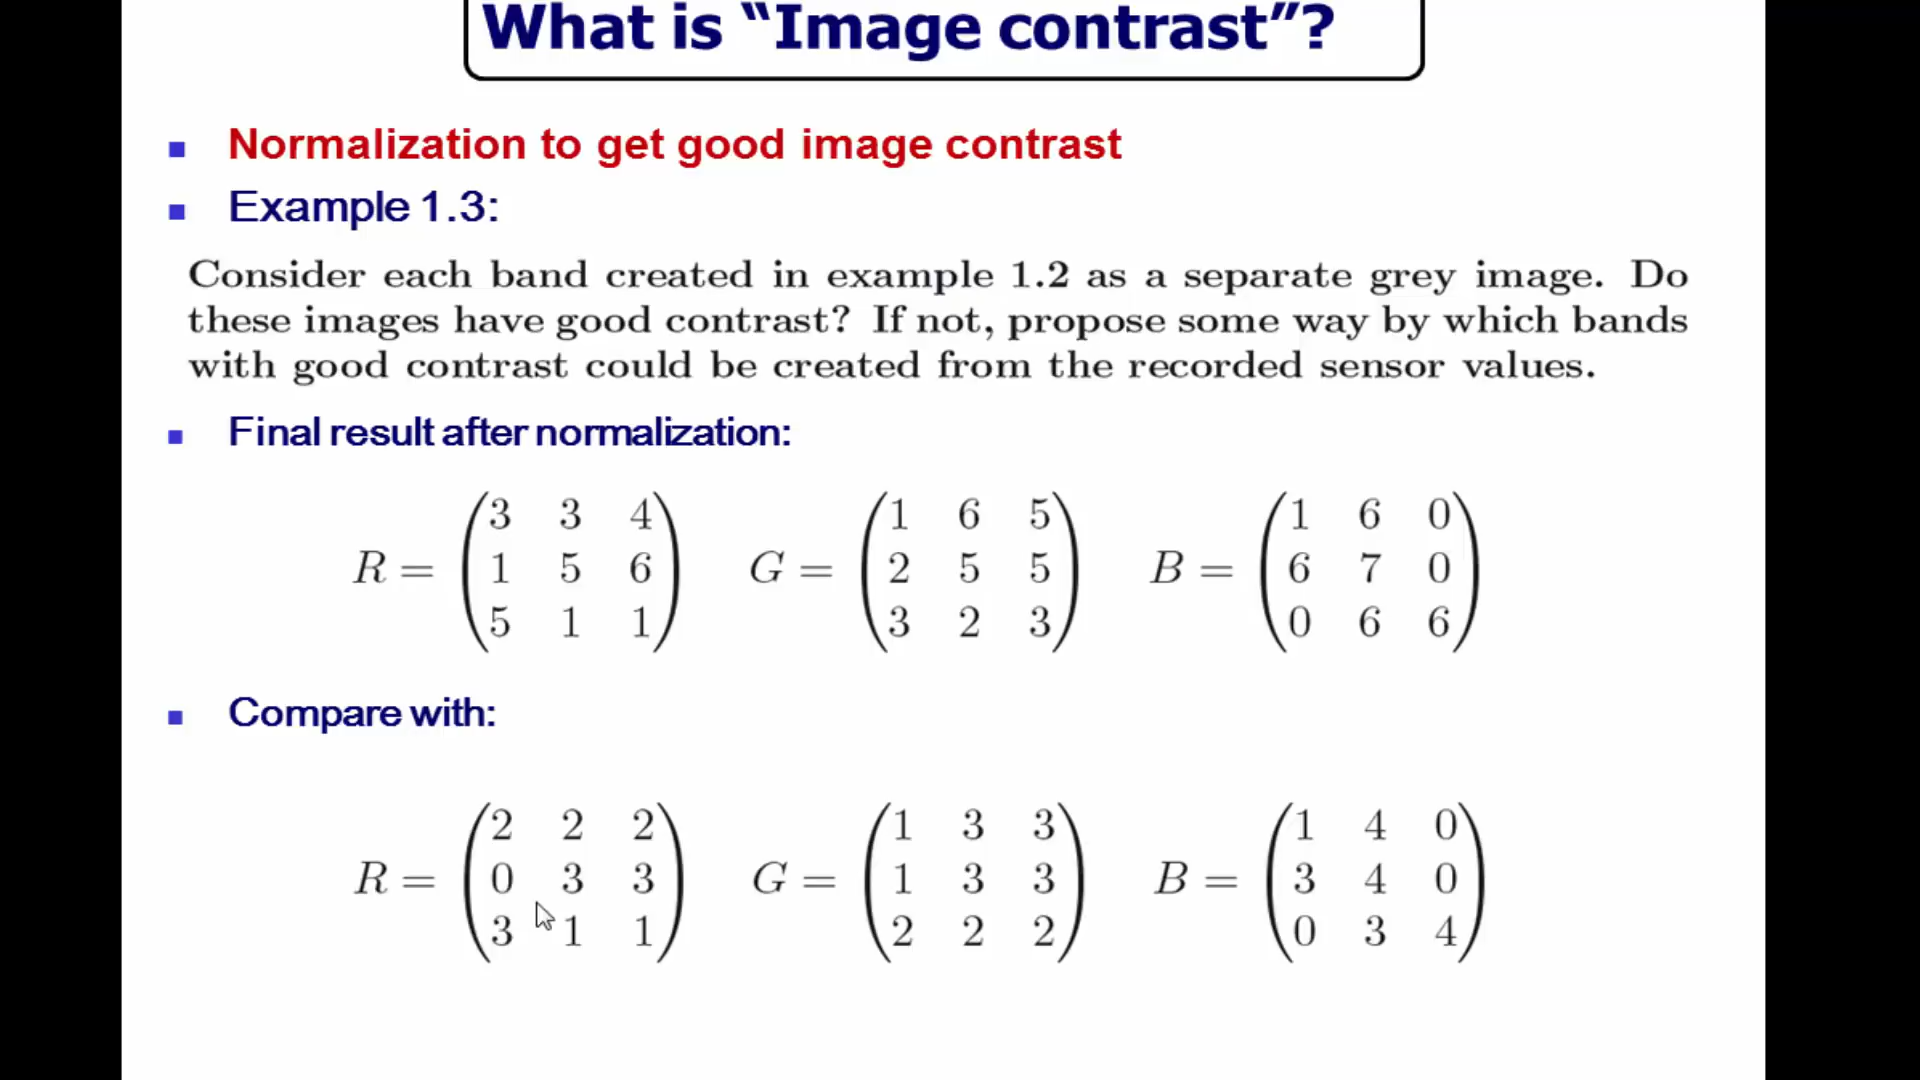 What is “Image contrast”?
Normalization to get good image contrast
Example 1.3:
Consider each band created in example 1.2 as a separate grey image. Do
these images have good contrast? If not, propose some way by which bands
with good contrast could be created from the recorded sensor values.
Final result after normalization:
3 3 4 1 6 5 1 6 0
R = 1 5 6 G = 2 5 5 B = 6 7 0
5 1 1 3 2 3 0 6 6
Compare with:
2 2 2 1 3 3 1 4 0
R = 0 3 3 G = 1 3 3 B = 3 4 0
3 1 1 2 2 2 0 3 4